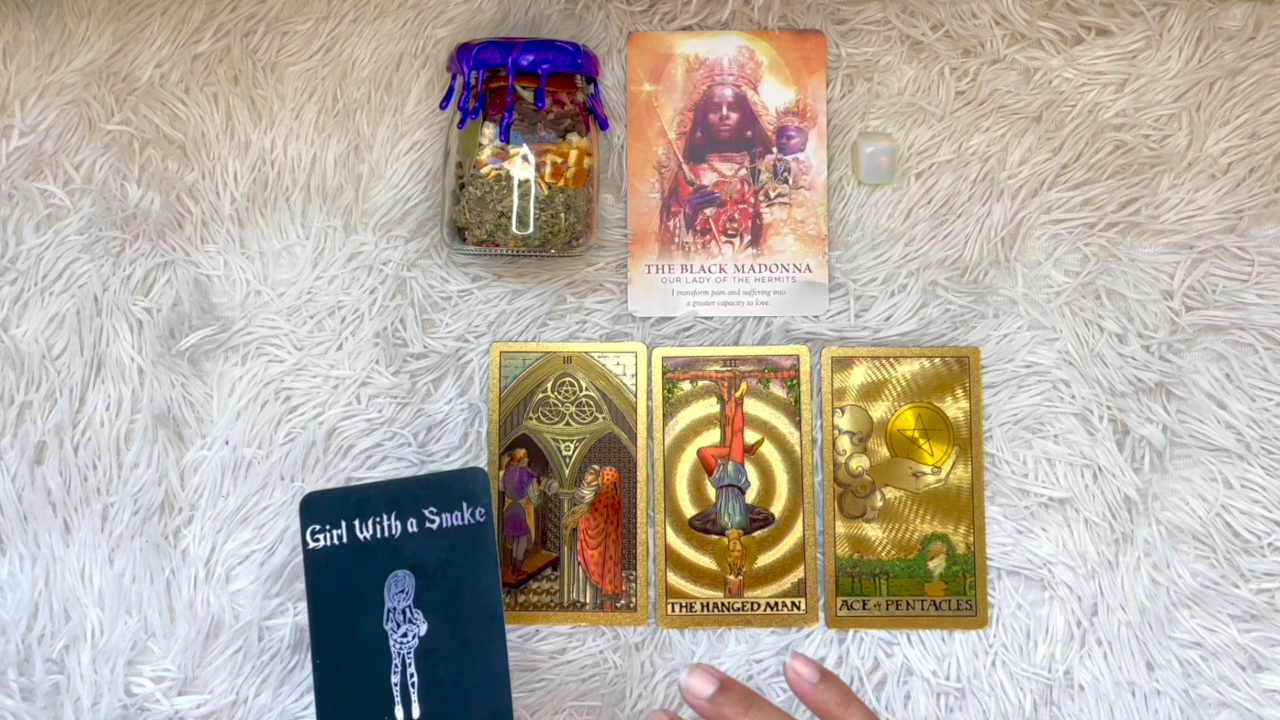 THE BLACK MADONNA
OUR LADY OF THE HERMITS
I transform pain and suffering into
a greater capacity to love.
III
XII
THE HANGED MAN.
ACE of PENTACLES
Girl With a Snake